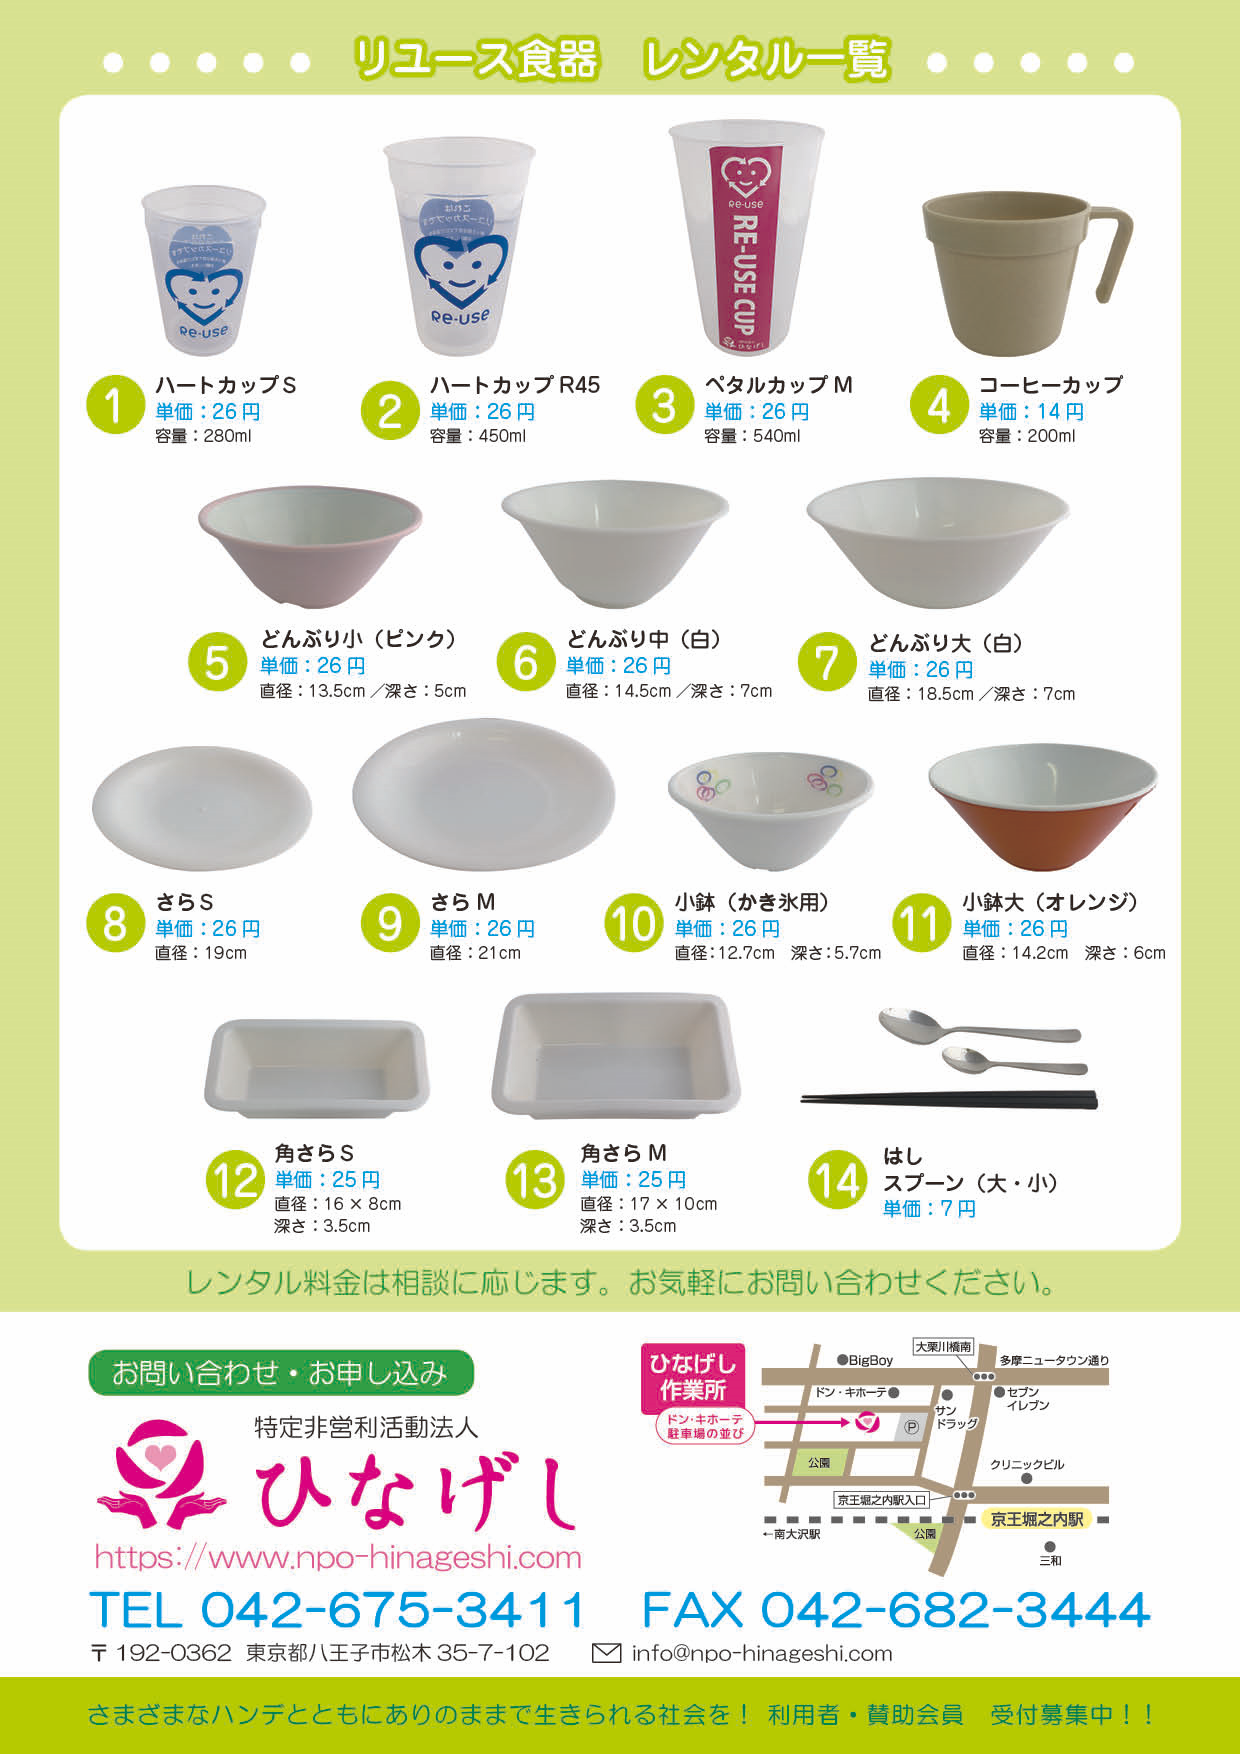 リユース食器　レンタル一覧
Re-use
これは
リユースカップです
Re-use
Re-use
RE-USE CUP
ひなげし
1 ハートカップS
単価：26円
容量：280ml
2 ハートカップR45
単価：26円
容量：450ml
3 ペタルカップM
単価：26円
容量：540ml
4 コーヒーカップ
単価：14円
容量：200ml
5 どんぶり小（ピンク）
単価：26円
直径：13.5cm／深さ：5cm
6 どんぶり中（白）
単価：26円
直径：14.5cm／深さ：7cm
7 どんぶり大（白）
単価：26円
直径：18.5cm／深さ：7cm
8 さらS
単価：26円
直径：19cm
9 さらM
単価：26円
直径：21cm
10 小鉢（かき氷用）
単価：26円
直径：12.7cm　深さ：5.7cm
11 小鉢大（オレンジ）
単価：26円
直径：14.2cm　深さ：6cm
12 角さらS
単価：25円
直径：16×8cm
深さ：3.5cm
13 角さらM
単価：25円
直径：17×10cm
深さ：3.5cm
14 はし
スプーン（大・小）
単価：7円
レンタル料金は相談に応じます。お気軽にお問い合わせください。
お問い合わせ・お申し込み
特定非営利活動法人
ひなげし
https://www.npo-hinageshi.com
ひなげし
作業所
ドン・キホーテ
駐車場の並び
大栗川橋南
BigBoy
多摩ニュータウン通り
ドン・キホーテ
サン
ドラッグ
セブン
イレブン
P
公園
クリニックビル
京王堀之内駅入口
京王堀之内駅
←南大沢駅
公園
三和
TEL 042-675-3411　FAX 042-682-3444
〒192-0362 東京都八王子市松木35-7-102　info@npo-hinageshi.com
さまざまなハンデとともにありのままで生きられる社会を！ 利用者・賛助会員　受付募集中！！